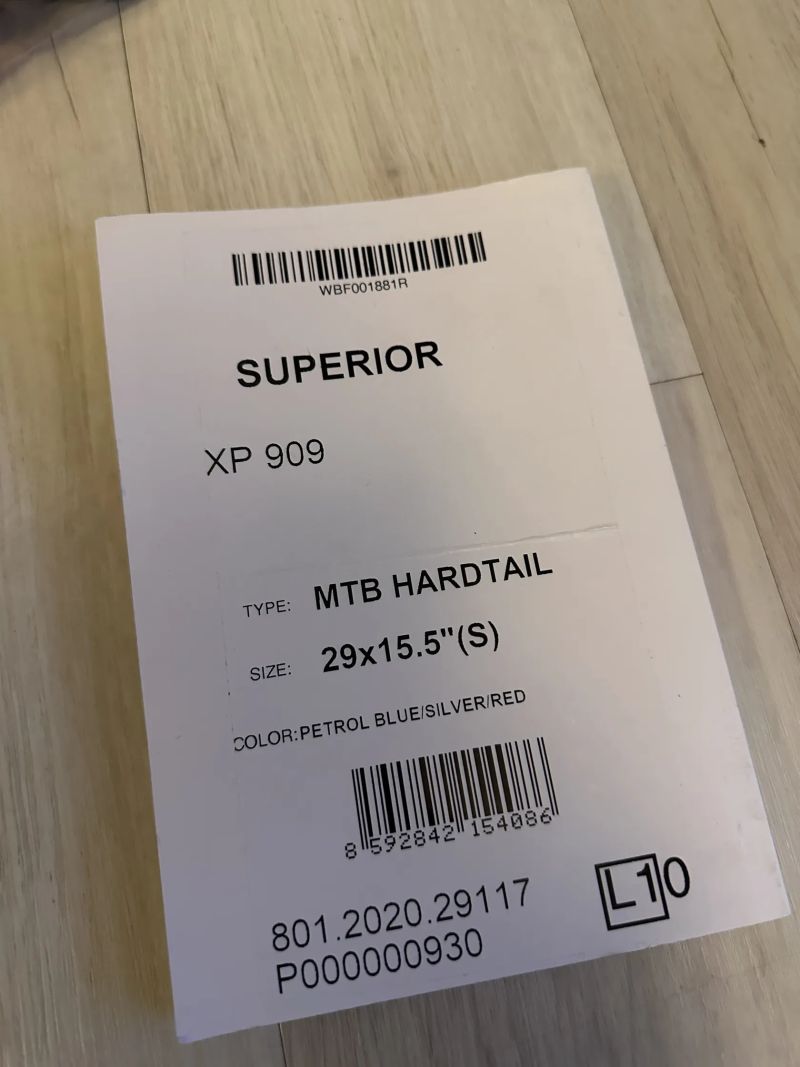 WBF001881R
SUPERIOR
XP 909
TYPE: MTB HARDTAIL
SIZE: 29x15.5"(S)
COLOR:PETROL BLUE/SILVER/RED
8 592842 154086
801.2020.29117
P000000930
L10